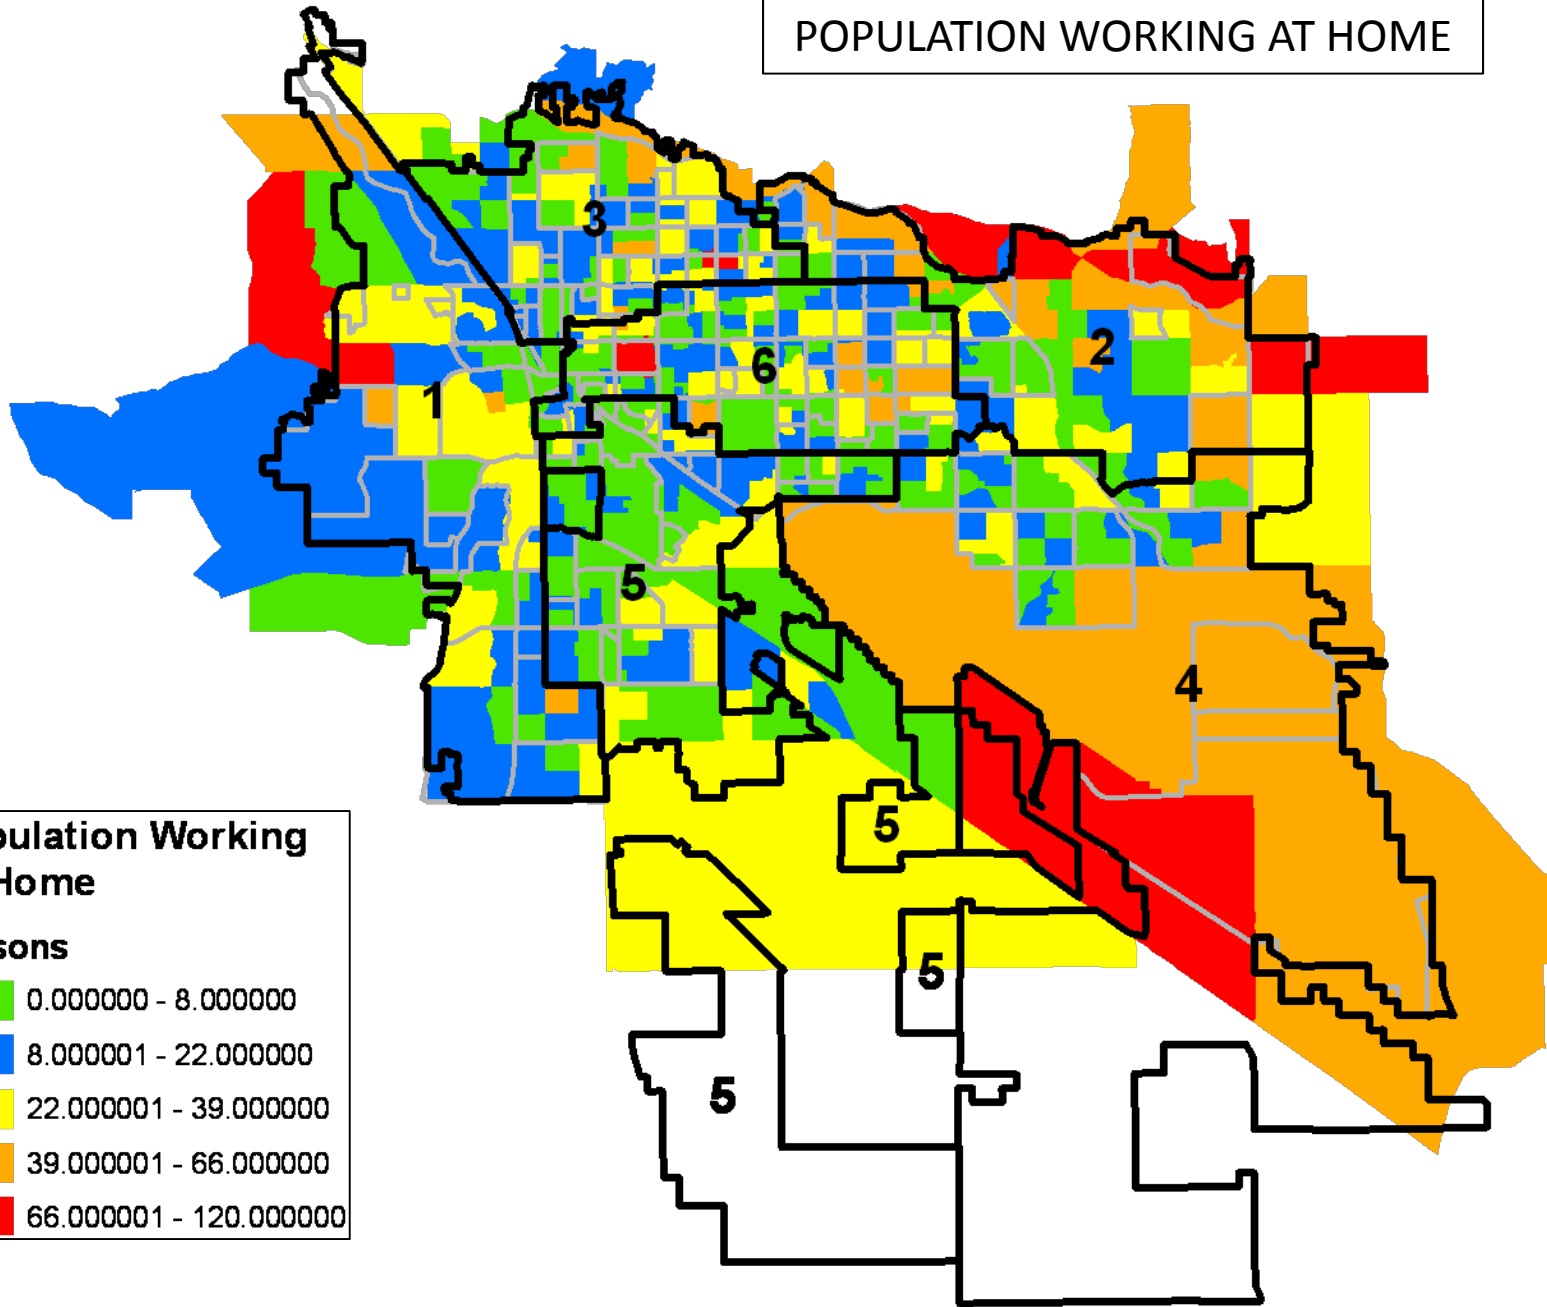 POPULATION WORKING AT HOME
3
2
6
1
5
4
5
5
5
pulation Working
Home
sons
0.000000 - 8.000000
8.000001 - 22.000000
22.000001 - 39.000000
39.000001 - 66.000000
66.000001 - 120.000000